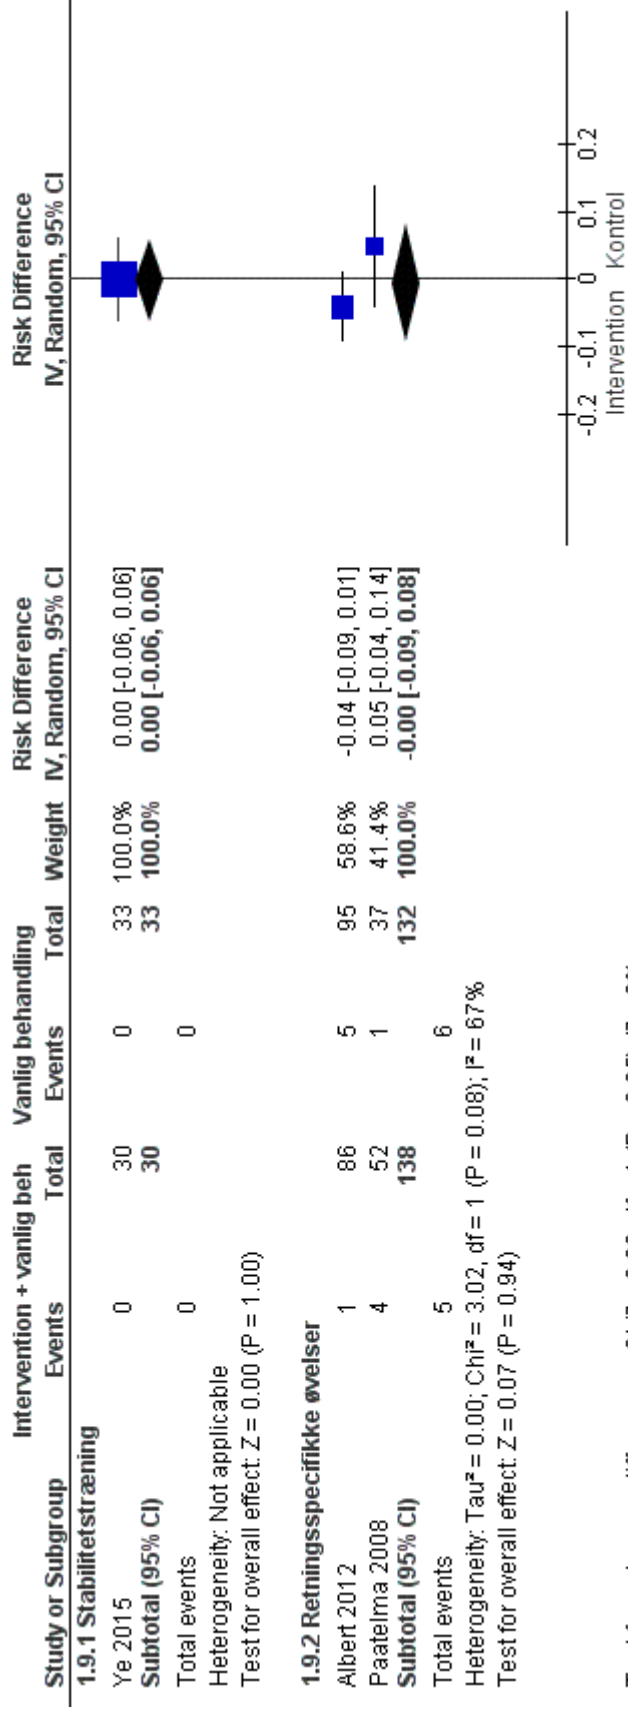 Intervention + vanlig beh Vanlig behandling Risk Difference Risk Difference
Study or Subgroup Events Total Events Total Weight IV, Random, 95% CI IV, Random, 95% CI
1.9.1 Stabilitetstræning
Ye 2015 0 30 0 33 100.0% 0.00 [-0.06, 0.06]
Subtotal (95% CI) 30 33 100.0% 0.00 [-0.06, 0.06]
Total events 0 0
Heterogeneity: Not applicable
Test for overall effect: Z = 0.00 (P = 1.00)
1.9.2 Retningsspecifikke øvelser
Albert 2012 1 86 5 95 58.6% -0.04 [-0.09, 0.01]
Paatelma 2008 4 52 1 37 41.4% 0.05 [-0.04, 0.14]
Subtotal (95% CI) 138 132 100.0% -0.00 [-0.09, 0.08]
Total events 5 6
Heterogeneity: Tau² = 0.00; Chi² = 3.02, df = 1 (P = 0.08); I² = 67%
Test for overall effect: Z = 0.07 (P = 0.94)
-0.2 -0.1 0 0.1 0.2
Intervention Kontrol